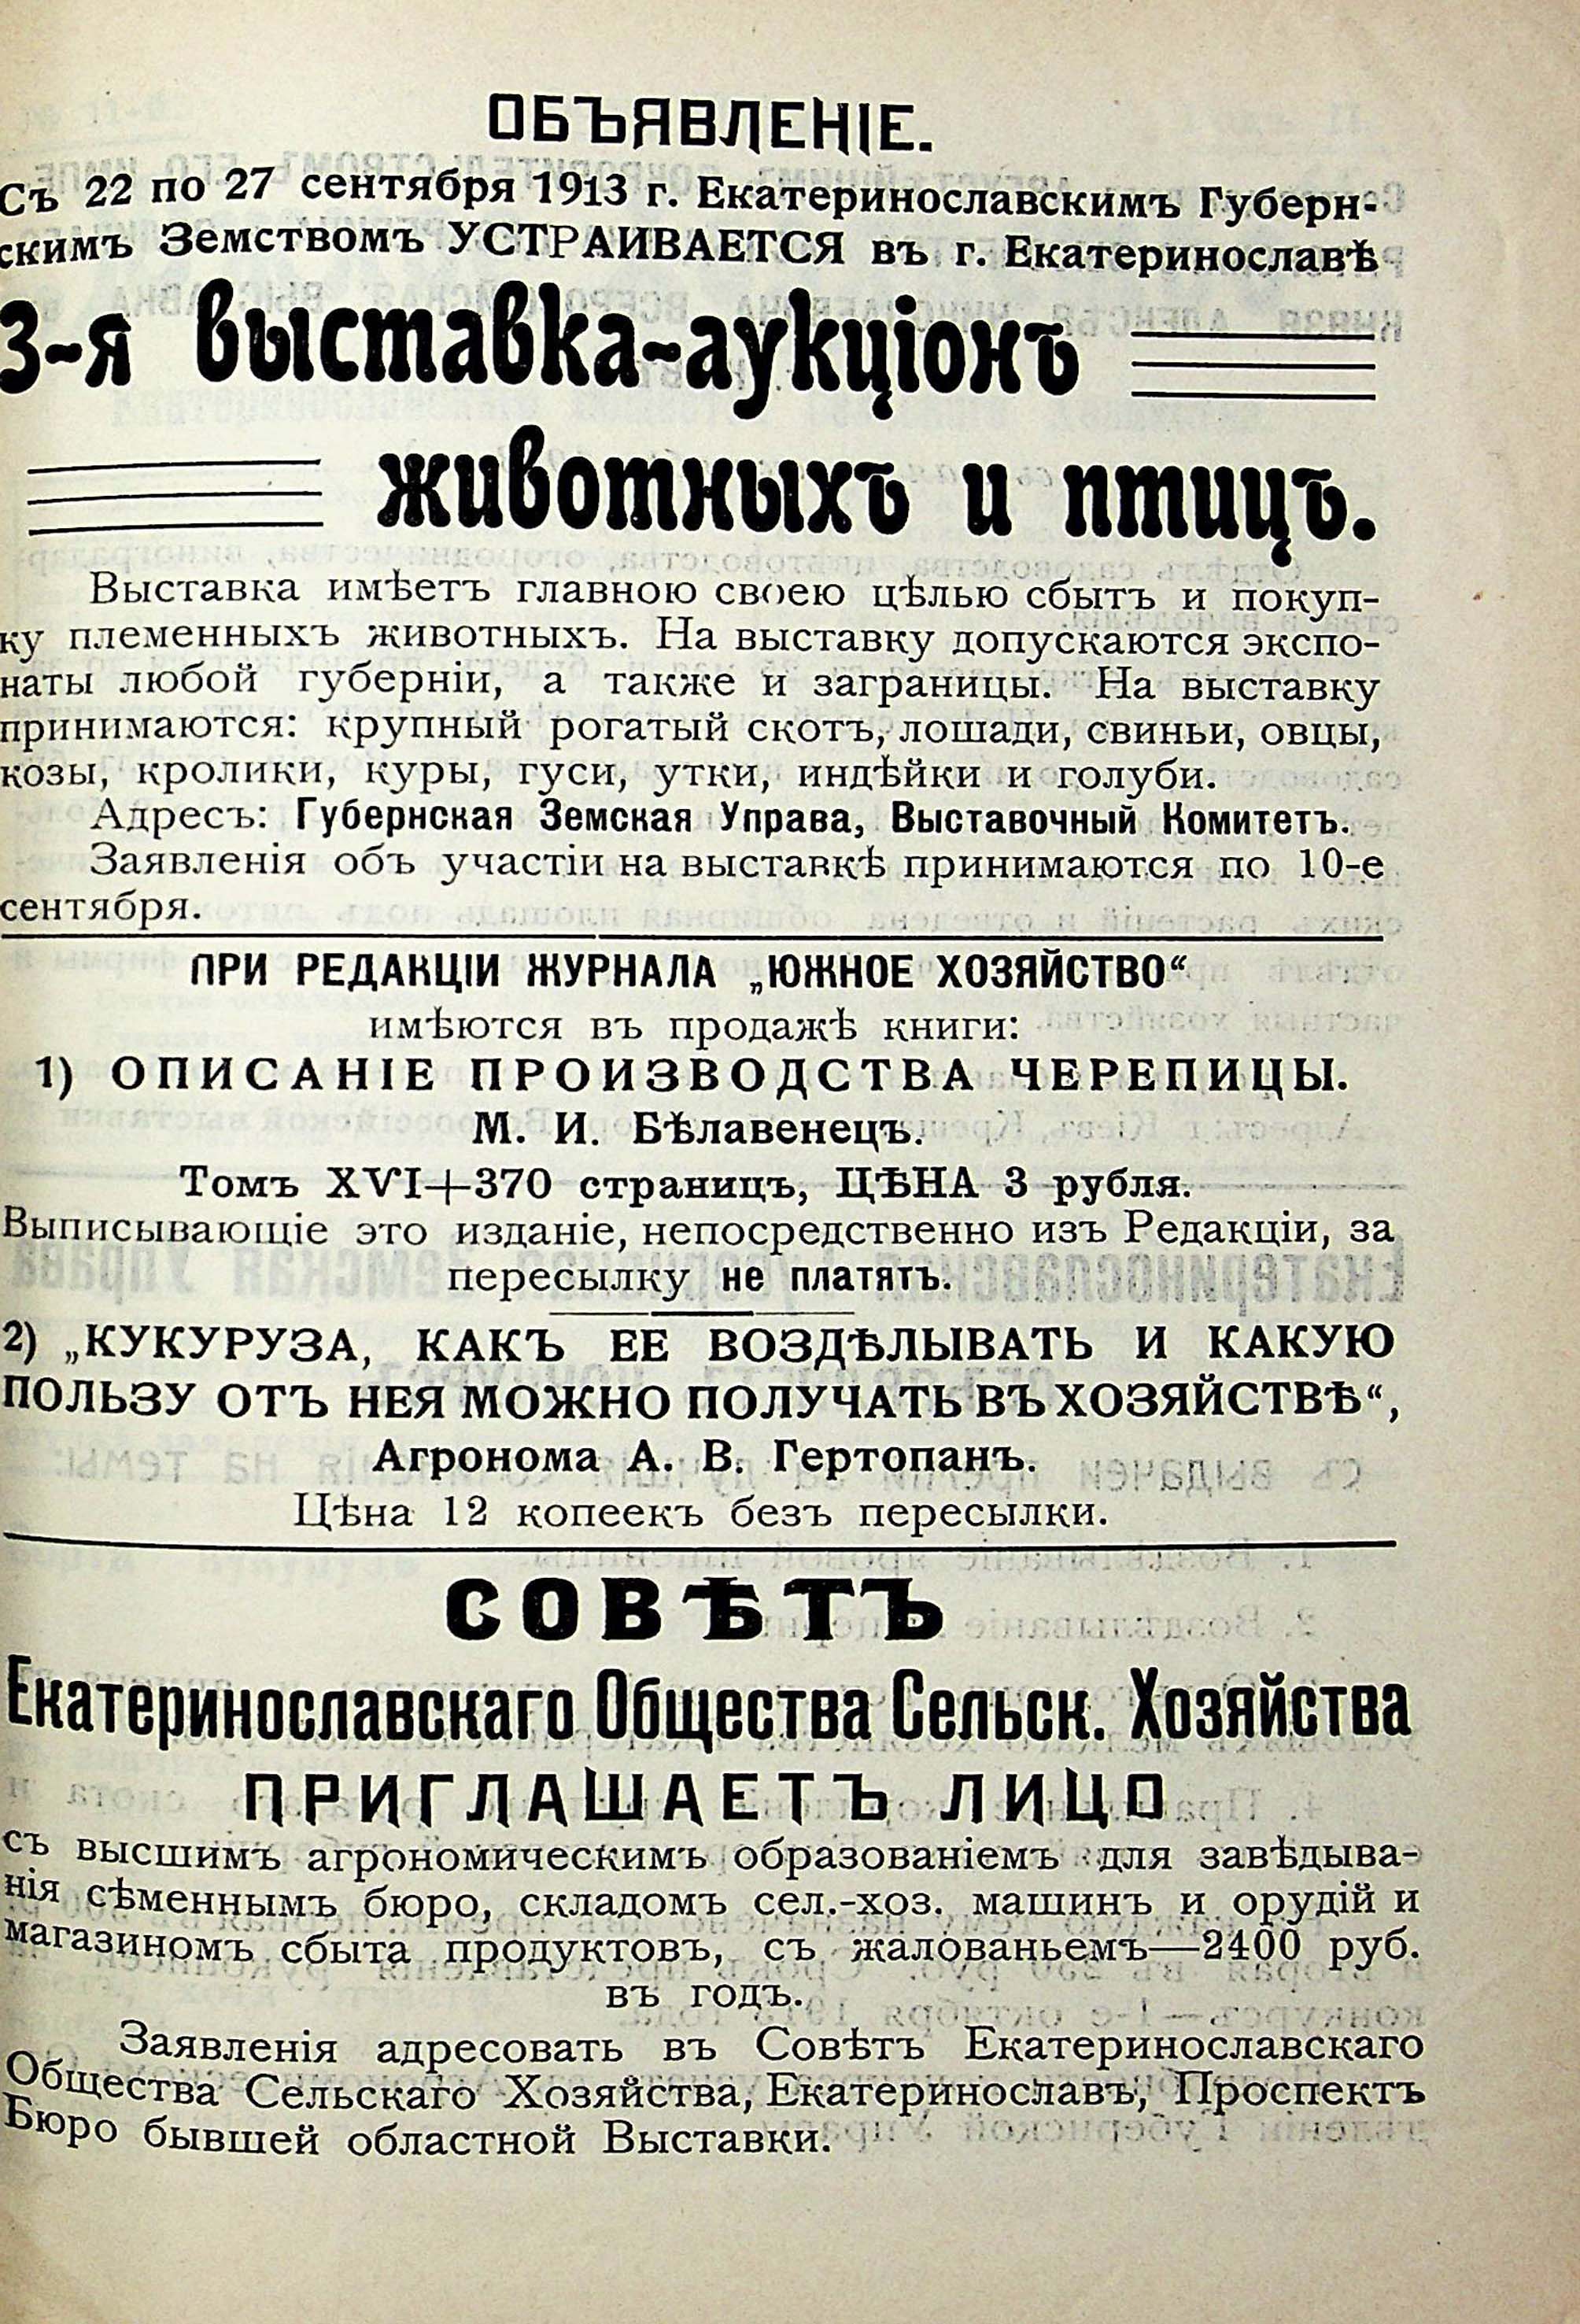 ОБЪЯВЛЕНІЕ.
Съ 22 по 27 сентября 1913 г. Екатеринославскимъ Губерн-
скимъ Земствомъ УСТРАИВАЕТСЯ въ г. Екатеринославѣ
3-я выставка-аукціонъ
животныхъ и птицъ.
Выставка имѣетъ главною своею цѣлью сбытъ и покуп-
ку племенныхъ животныхъ. На выставку допускаются экспо-
наты любой губерніи, а также и заграницы. На выставку
принимаются: крупный рогатый скотъ, лошади, свиньи, овцы,
козы, кролики, куры, гуси, утки, индѣйки и голуби.
Адресъ: Губернская Земская Управа, Выставочный Комитетъ.
Заявленія объ участіи на выставкѣ принимаются по 10-е
сентября.
ПРИ РЕДАКЦІИ ЖУРНАЛА „ЮЖНОЕ ХОЗЯЙСТВО“
имѣются въ продажѣ книги:
1) ОПИСАНІЕ ПРОИЗВОДСТВА ЧЕРЕПИЦЫ.
М. И. Бѣлавенецъ.
Томъ XVI+370 страницъ, ЦѢНА 3 рубля.
Выписывающіе это изданіе, непосредственно изъ Редакціи, за
пересылку не платятъ.
2) „КУКУРУЗА, КАКЪ ЕЕ ВОЗДѢЛЫВАТЬ И КАКУЮ
ПОЛЬЗУ ОТЪ НЕЯ МОЖНО ПОЛУЧАТЬ ВЪ ХОЗЯЙСТВѢ“,
Агронома А. В. Гертопанъ.
Цѣна 12 копеекъ безъ пересылки.
СОВѢТЪ
Екатеринославскаго Общества Сельск. Хозяйства
ПРИГЛАШАЕТЪ ЛИЦО
съ высшимъ агрономическимъ образованіемъ для завѣдыва-
нія сѣменнымъ бюро, складомъ сел.-хоз. машинъ и орудій и
магазиномъ сбыта продуктовъ, съ жалованьемъ—2400 руб.
въ годъ.
Заявленія адресовать въ Совѣтъ Екатеринославскаго
Общества Сельскаго Хозяйства, Екатеринославъ, Проспектъ
Бюро бывшей областной Выставки.